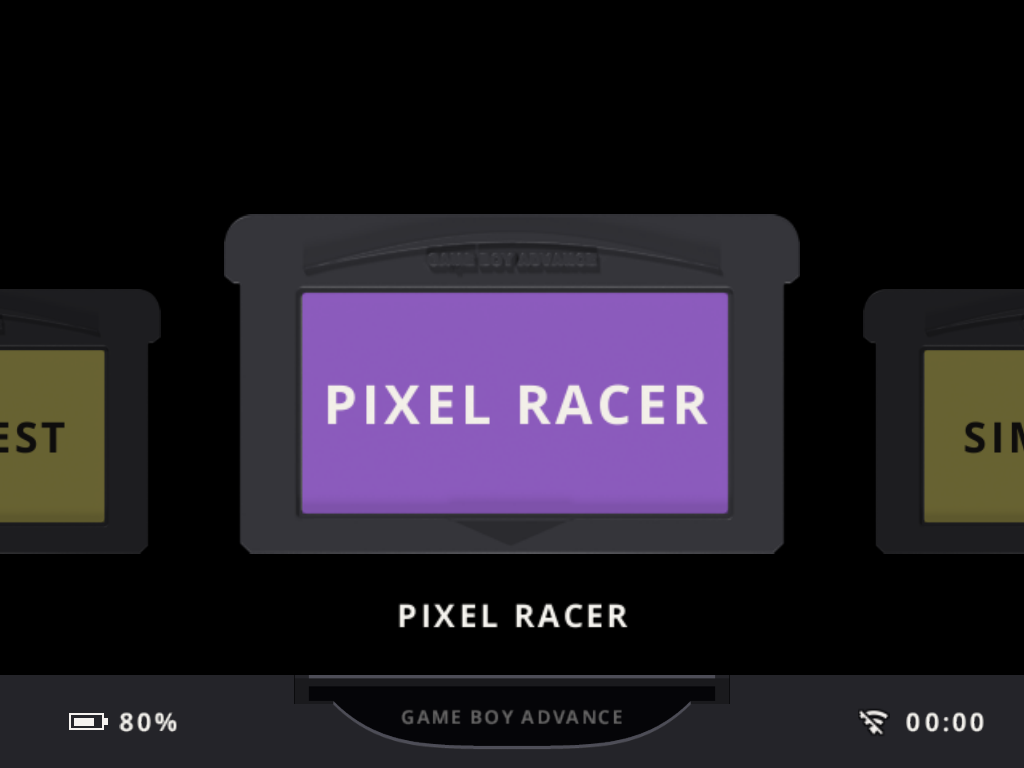 GAME BOY ADVANCE
PIXEL RACER
EST
SIM
PIXEL RACER
80%
GAME BOY ADVANCE
00:00